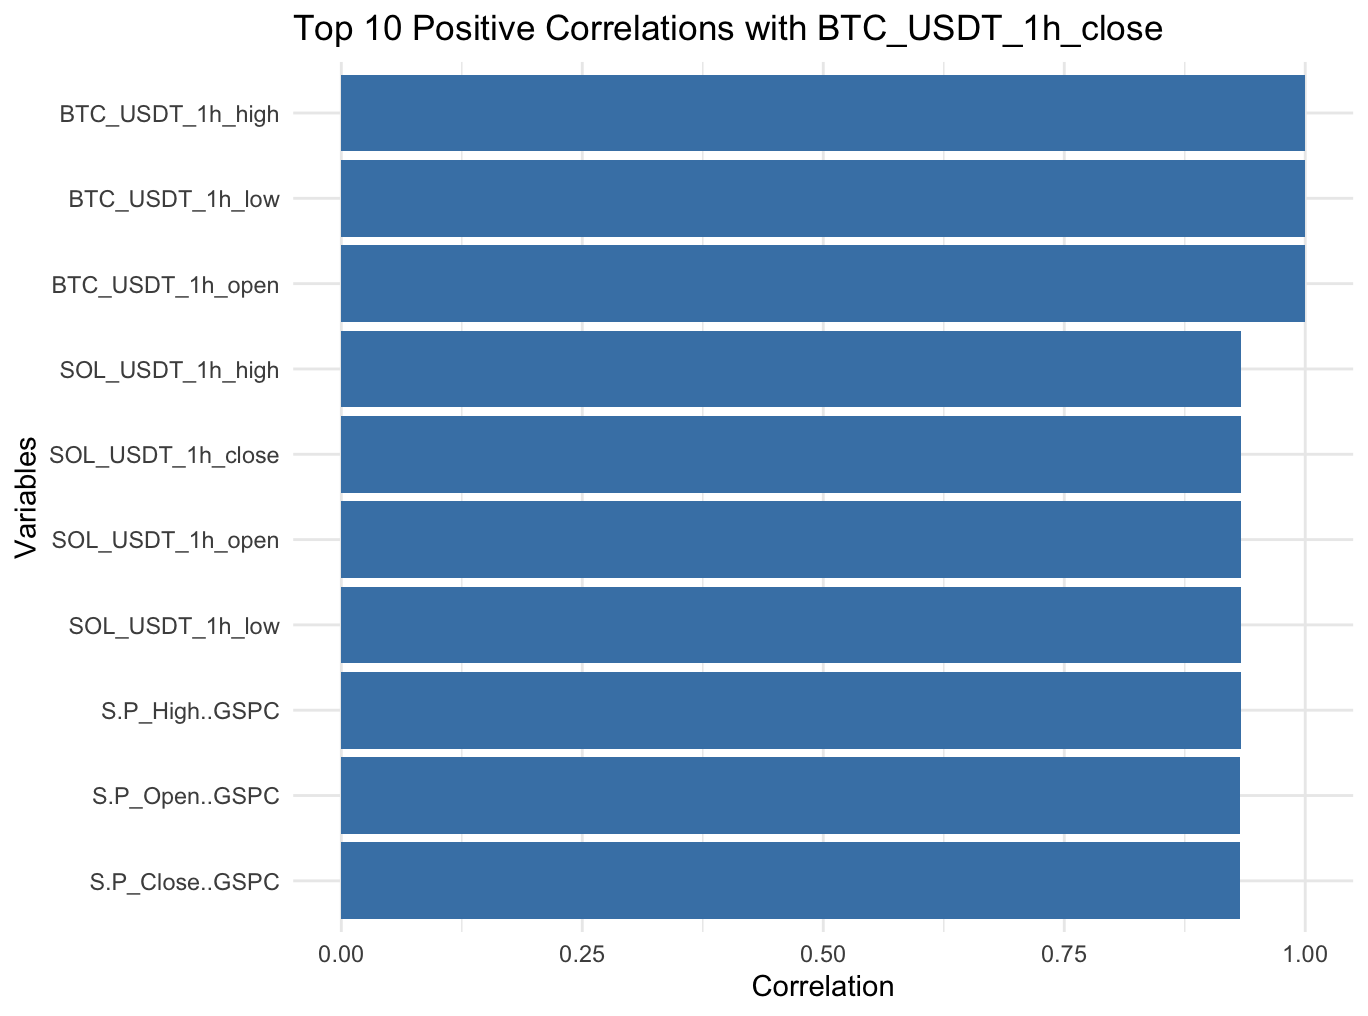 Top 10 Positive Correlations with BTC_USDT_1h_close
Variables
BTC_USDT_1h_high
BTC_USDT_1h_low
BTC_USDT_1h_open
SOL_USDT_1h_high
SOL_USDT_1h_close
SOL_USDT_1h_open
SOL_USDT_1h_low
S.P_High..GSPC
S.P_Open..GSPC
S.P_Close..GSPC
0.00 0.25 0.50 0.75 1.00
Correlation